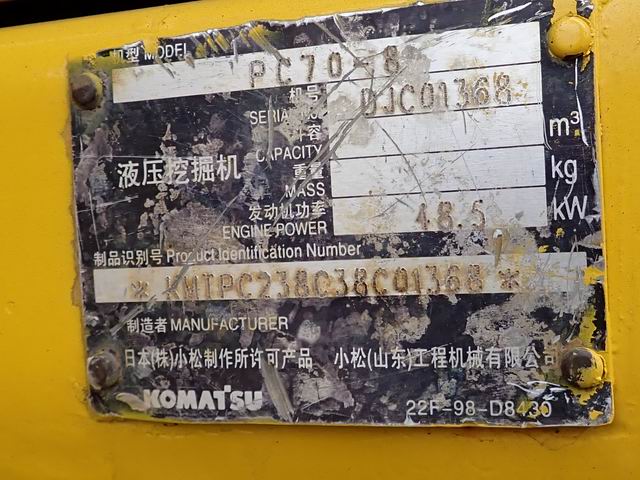 机型 MODEL PC70-8
机号 SERIAL NO. DJC01368
斗容 CAPACITY m³
液压挖掘机
重量 MASS kg
发动机功率 ENGINE POWER 48.5 kW
制品识别号 Product Identification Number
* KMTPC238C38C01368 *
制造者 MANUFACTURER
日本(株)小松制作所许可产品 小松(山东)工程机械有限公司
KOMATSU 22F-98-D8430